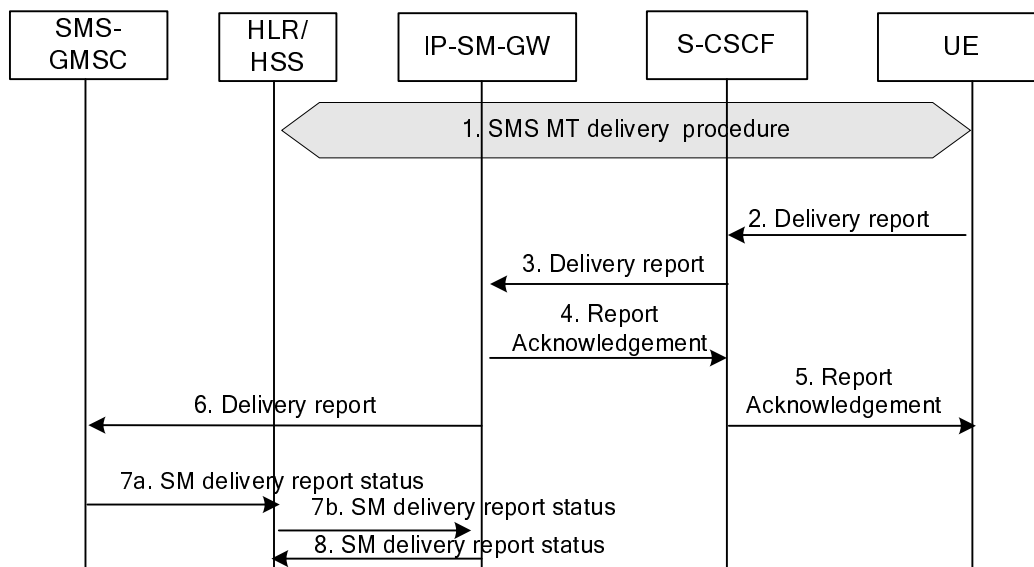 SMS-
GMSC
HLR/
HSS
IP-SM-GW
S-CSCF
UE
1. SMS MT delivery procedure
2. Delivery report
3. Delivery report
4. Report
Acknowledgement
5. Report
Acknowledgement
6. Delivery report
7a. SM delivery report status
7b. SM delivery report status
8. SM delivery report status